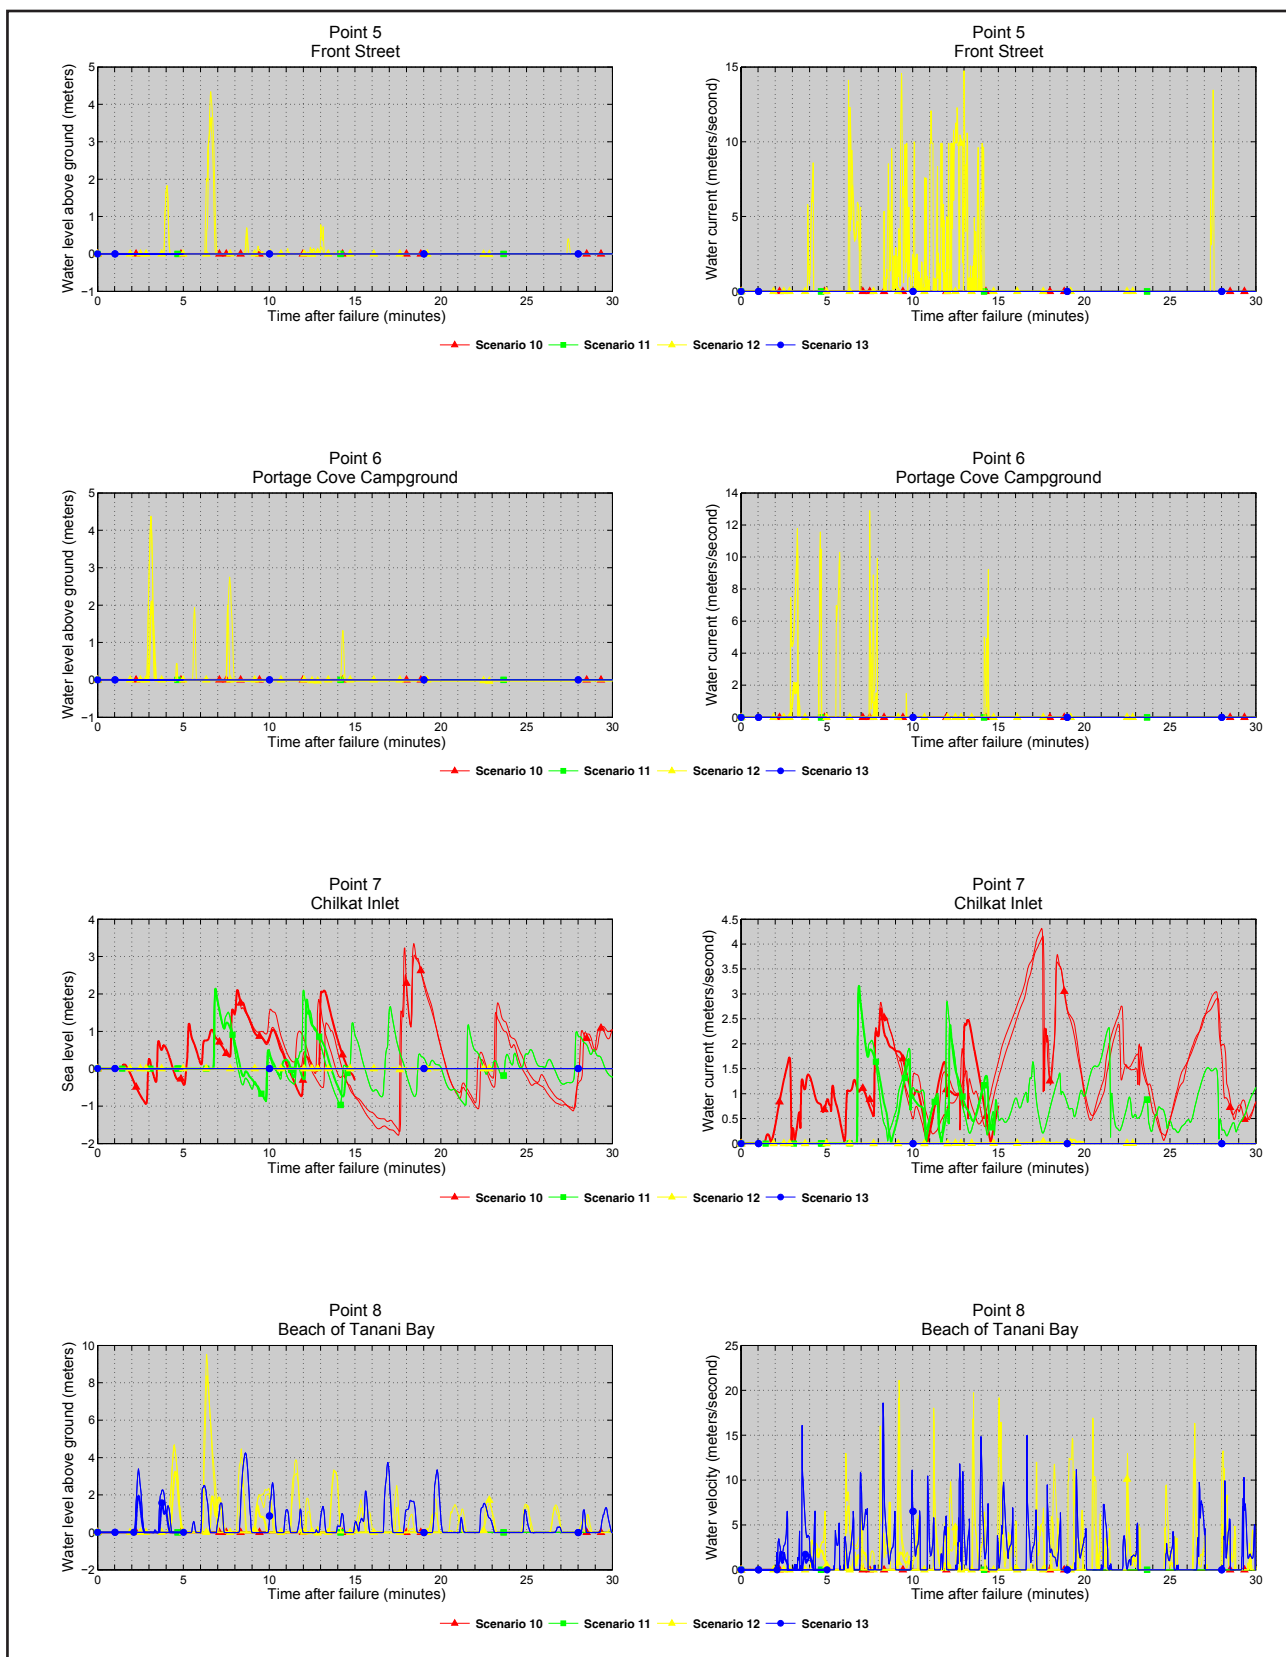 Point 5
Front Street
Water level above ground (meters)
5
4
3
2
1
0
−1
0 5 10 15 20 25 30
Time after failure (minutes)
Point 5
Front Street
Water current (meters/second)
15
10
5
0
0 5 10 15 20 25 30
Time after failure (minutes)
Scenario 10 Scenario 11 Scenario 12 Scenario 13
Point 6
Portage Cove Campground
Water level above ground (meters)
5
4
3
2
1
0
−1
0 5 10 15 20 25 30
Time after failure (minutes)
Point 6
Portage Cove Campground
Water current (meters/second)
14
12
10
8
6
4
2
0
0 5 10 15 20 25 30
Time after failure (minutes)
Scenario 10 Scenario 11 Scenario 12 Scenario 13
Point 7
Chilkat Inlet
Sea level (meters)
4
3
2
1
0
−1
−2
0 5 10 15 20 25 30
Time after failure (minutes)
Point 7
Chilkat Inlet
Water current (meters/second)
4.5
4
3.5
3
2.5
2
1.5
1
0.5
0
0 5 10 15 20 25 30
Time after failure (minutes)
Scenario 10 Scenario 11 Scenario 12 Scenario 13
Point 8
Beach of Tanani Bay
Water level above ground (meters)
10
8
6
4
2
0
−2
0 5 10 15 20 25 30
Time after failure (minutes)
Point 8
Beach of Tanani Bay
Water velocity (meters/second)
25
20
15
10
5
0
0 5 10 15 20 25 30
Time after failure (minutes)
Scenario 10 Scenario 11 Scenario 12 Scenario 13